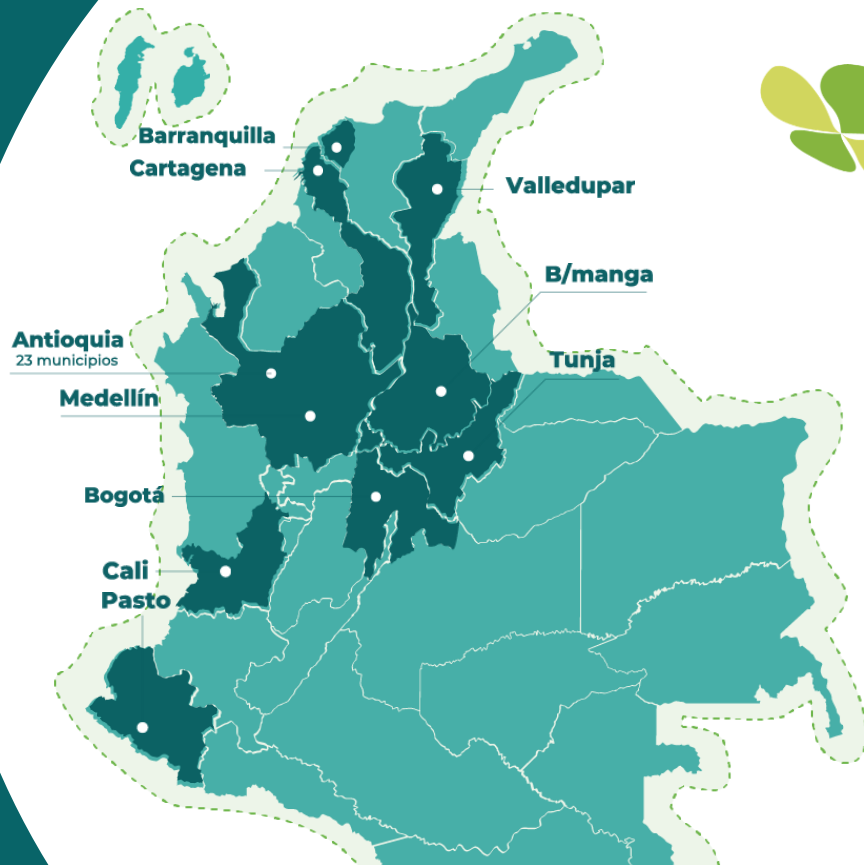 Barranquilla
Cartagena
Valledupar
B/manga
Antioquia
23 municipios
Tunja
Medellín
Bogotá
Cali
Pasto